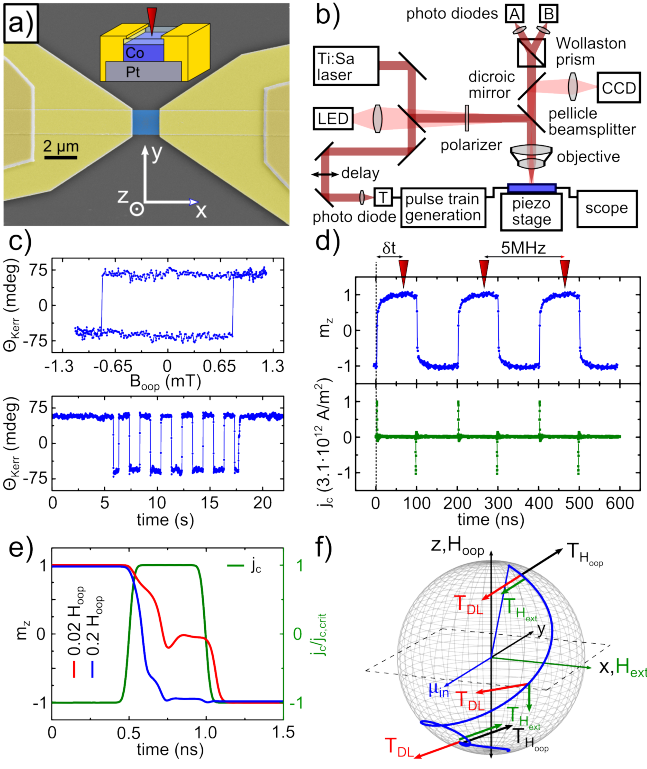 a)
Co
Pt
2 µm
y
z
x
b)
photo diodes
A
B
Ti:Sa
laser
Wollaston
prism
dicroic
mirror
CCD
LED
polarizer
pellicle
beamsplitter
objective
delay
T
photo diode
pulse train
generation
piezo
stage
scope
c)
ΘKerr (mdeg)
75
0
-75
-1.3 -0.65 0 0.65 1.3
Boop (mT)
ΘKerr (mdeg)
75
0
-75
0 5 10 15 20
time (s)
d)
δt
5MHz
mz
1
0
-1
jc (3.1·10¹² A/m²)
1
0
-1
0 100 200 300 400 500 600
time (ns)
e)
jc
mz
1
0
-1
0.02 Hoop
0.2 Hoop
jc/jc,crit
1
0
-1
0.0 0.5 1.0 1.5
time (ns)
f)
z,Hoop
THoop
TDL
THext
y
x,Hext
µin
TDL
THext
THoop
TDL